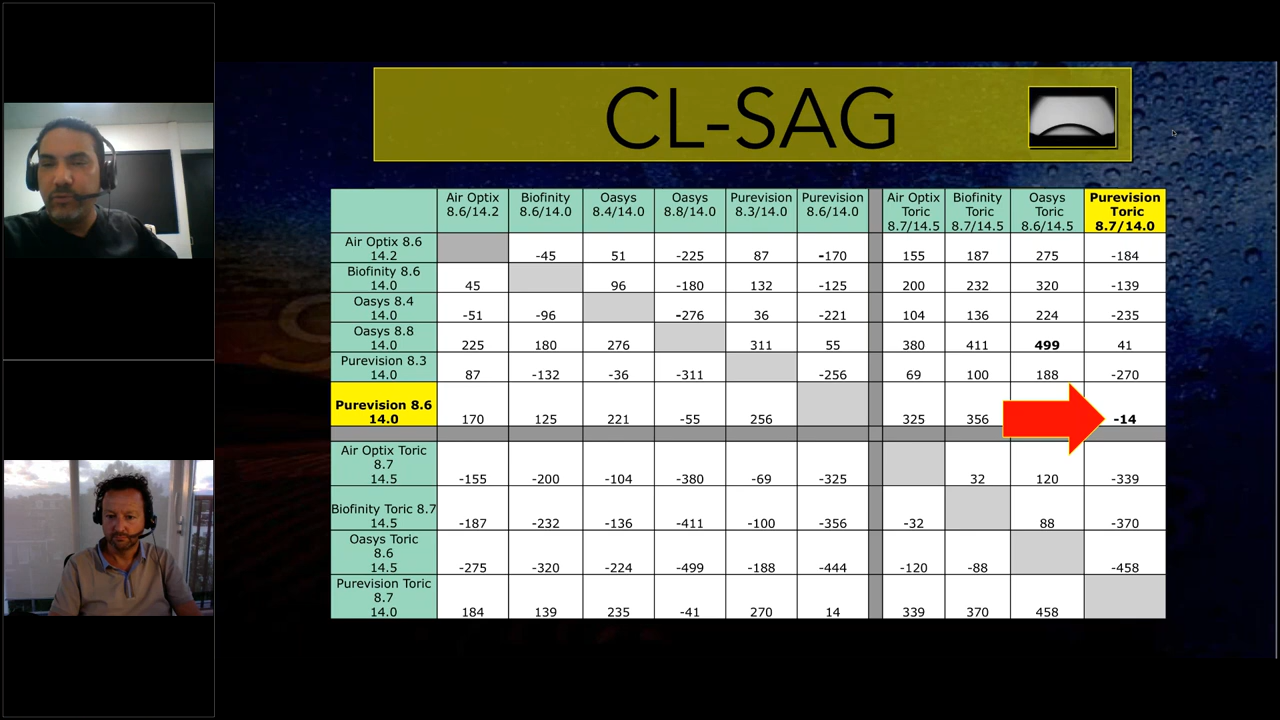 CL-SAG
Air Optix 8.6/14.2 Biofinity 8.6/14.0 Oasys 8.4/14.0 Oasys 8.8/14.0 Purevision 8.3/14.0 Purevision 8.6/14.0 Air Optix Toric 8.7/14.5 Biofinity Toric 8.7/14.5 Oasys Toric 8.6/14.5 Purevision Toric 8.7/14.0
Air Optix 8.6 14.2 -45 51 -225 87 -170 155 187 275 -184
Biofinity 8.6 14.0 45 96 -180 132 -125 200 232 320 -139
Oasys 8.4 14.0 -51 -96 -276 36 -221 104 136 224 -235
Oasys 8.8 14.0 225 180 276 311 55 380 411 499 41
Purevision 8.3 14.0 87 -132 -36 -311 -256 69 100 188 -270
Purevision 8.6 14.0 170 125 221 -55 256 325 356 -14
Air Optix Toric 8.7 14.5 -155 -200 -104 -380 -69 -325 32 120 -339
Biofinity Toric 8.7 14.5 -187 -232 -136 -411 -100 -356 -32 88 -370
Oasys Toric 8.6 14.5 -275 -320 -224 -499 -188 -444 -120 -88 -458
Purevision Toric 8.7 14.0 184 139 235 -41 270 14 339 370 458